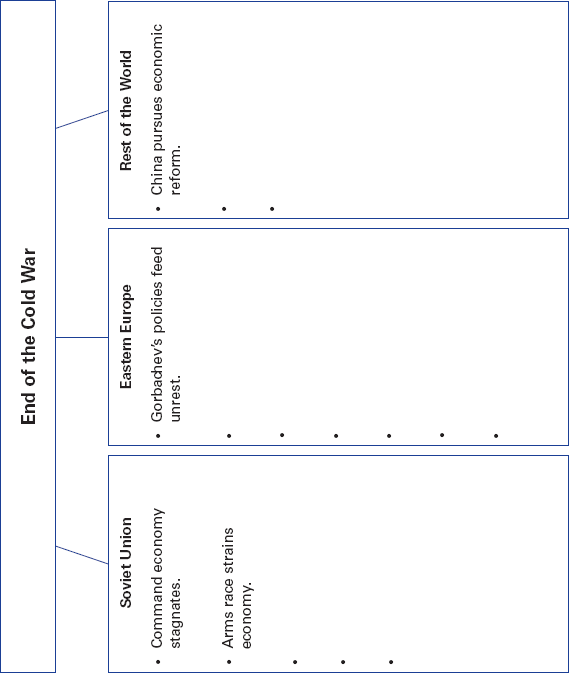 End of the Cold War
Soviet Union
• Command economy
stagnates.
• Arms race strains
economy.
•
•
•
Eastern Europe
• Gorbachev’s policies feed
unrest.
•
•
•
•
•
•
Rest of the World
• China pursues economic
reform.
•
•